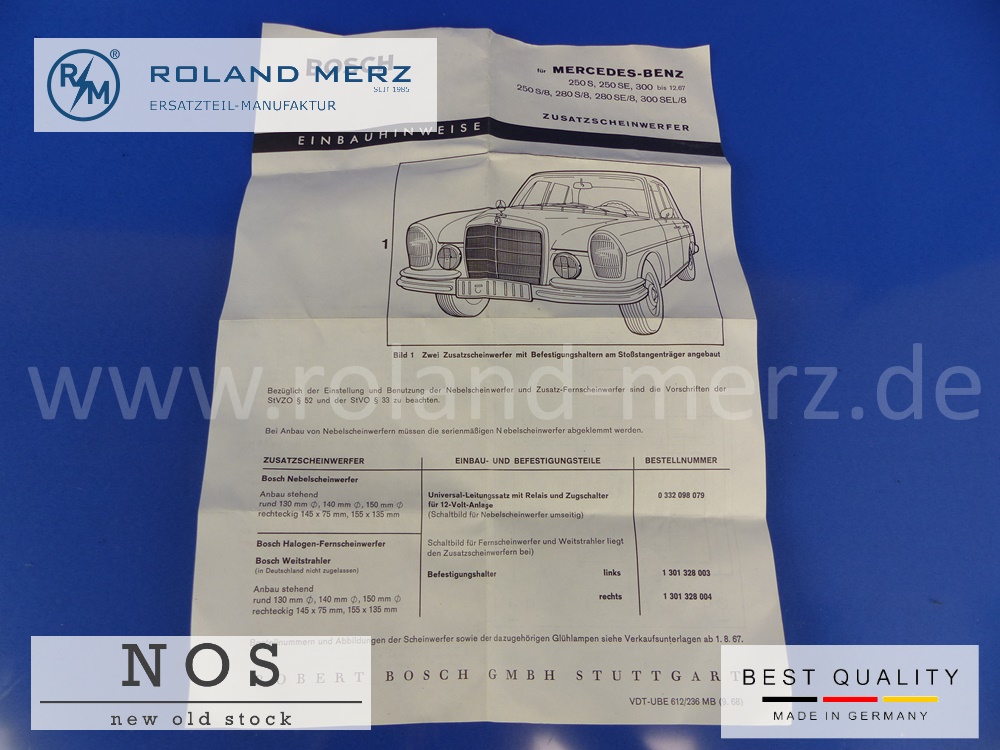 R/M ®
ROLAND MERZ
SEIT 1985
ERSATZTEIL-MANUFAKTUR
BOSCH
EINBAUHINWEISE
für MERCEDES-BENZ
250 S, 250 SE, 300 bis 12.67
250 S/8, 280 S/8, 280 SE/8, 300 SEL/8
ZUSATZSCHEINWERFER
1
Bild 1 Zwei Zusatzscheinwerfer mit Befestigungshaltern am Stoßstangenträger angebaut
www.roland-merz.de
Bezüglich der Einstellung und Benutzung der Nebelscheinwerfer und Zusatz-Fernscheinwerfer sind die Vorschriften der
StVZO § 52 und der StVO § 33 zu beachten.
Bei Anbau von Nebelscheinwerfern müssen die serienmäßigen Nebelscheinwerfer abgeklemmt werden.
ZUSATZSCHEINWERFER EINBAU- UND BEFESTIGUNGSTEILE BESTELLNUMMER
Bosch Nebelscheinwerfer
Anbau stehend
rund 130 mm ∅, 140 mm ∅, 150 mm ∅
rechteckig 145 x 75 mm, 155 x 135 mm
Universal-Leitungssatz mit Relais und Zugschalter 0 332 098 079
für 12-Volt-Anlage
(Schaltbild für Nebelscheinwerfer umseitig)
Bosch Halogen-Fernscheinwerfer
Bosch Weitstrahler
(in Deutschland nicht zugelassen)
Anbau stehend
rund 130 mm ∅, 140 mm ∅, 150 mm ∅
rechteckig 145 x 75 mm, 155 x 135 mm
Schaltbild für Fernscheinwerfer und Weitstrahler liegt
den Zusatzscheinwerfern bei)
Befestigungshalter links 1 301 328 003
rechts 1 301 328 004
Bestellnummern und Abbildungen der Scheinwerfer sowie der dazugehörigen Glühlampen siehe Verkaufsunterlagen ab 1. 8. 67.
ROBERT BOSCH GMBH STUTTGART
VDT-UBE 612/236 MB (9. 68)
NOS
new old stock
BEST QUALITY
MADE IN GERMANY